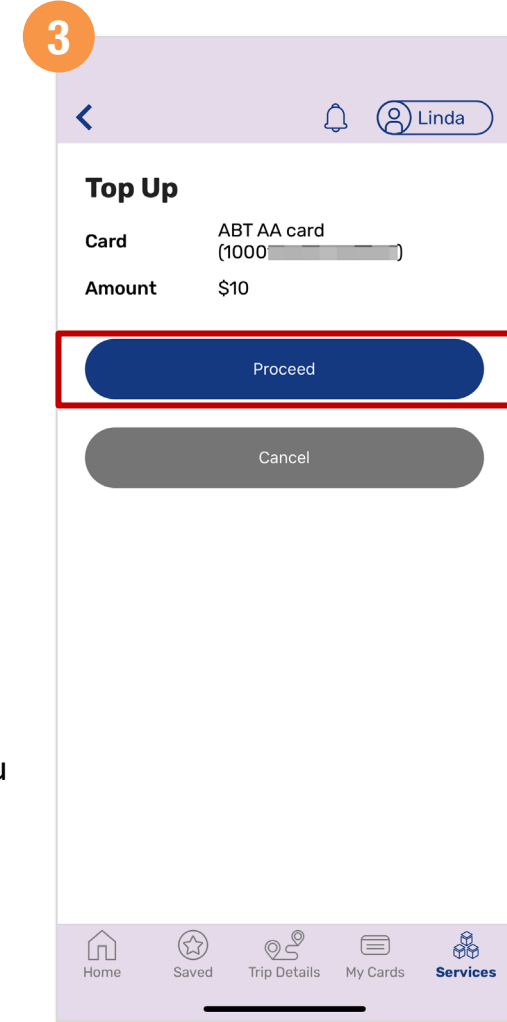 3
Linda
Top Up
Card
ABT AA card
(1000 )
Amount
$10
Proceed
Cancel
Home
Saved
Trip Details
My Cards
Services